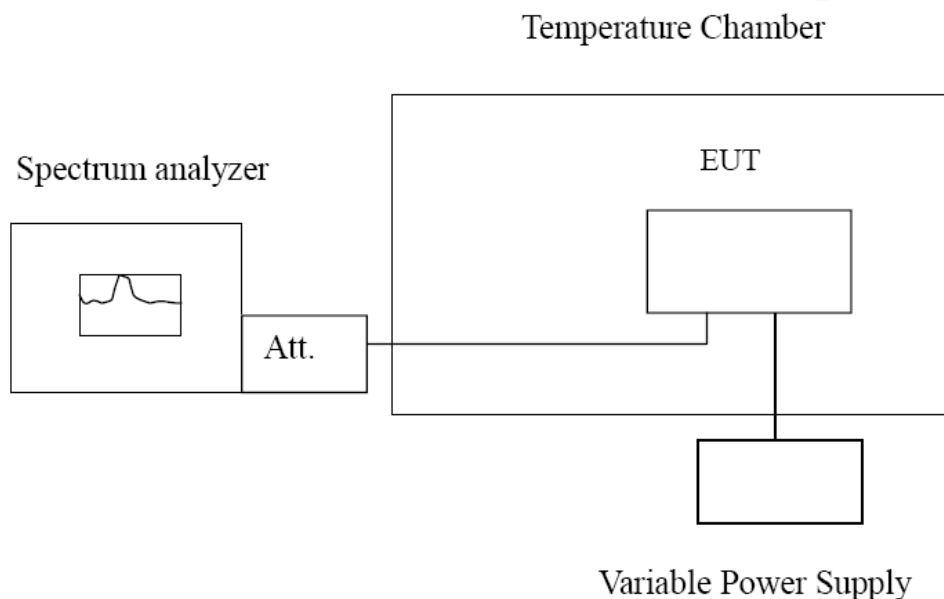 Temperature Chamber
Spectrum analyzer
EUT
Att.
Variable Power Supply